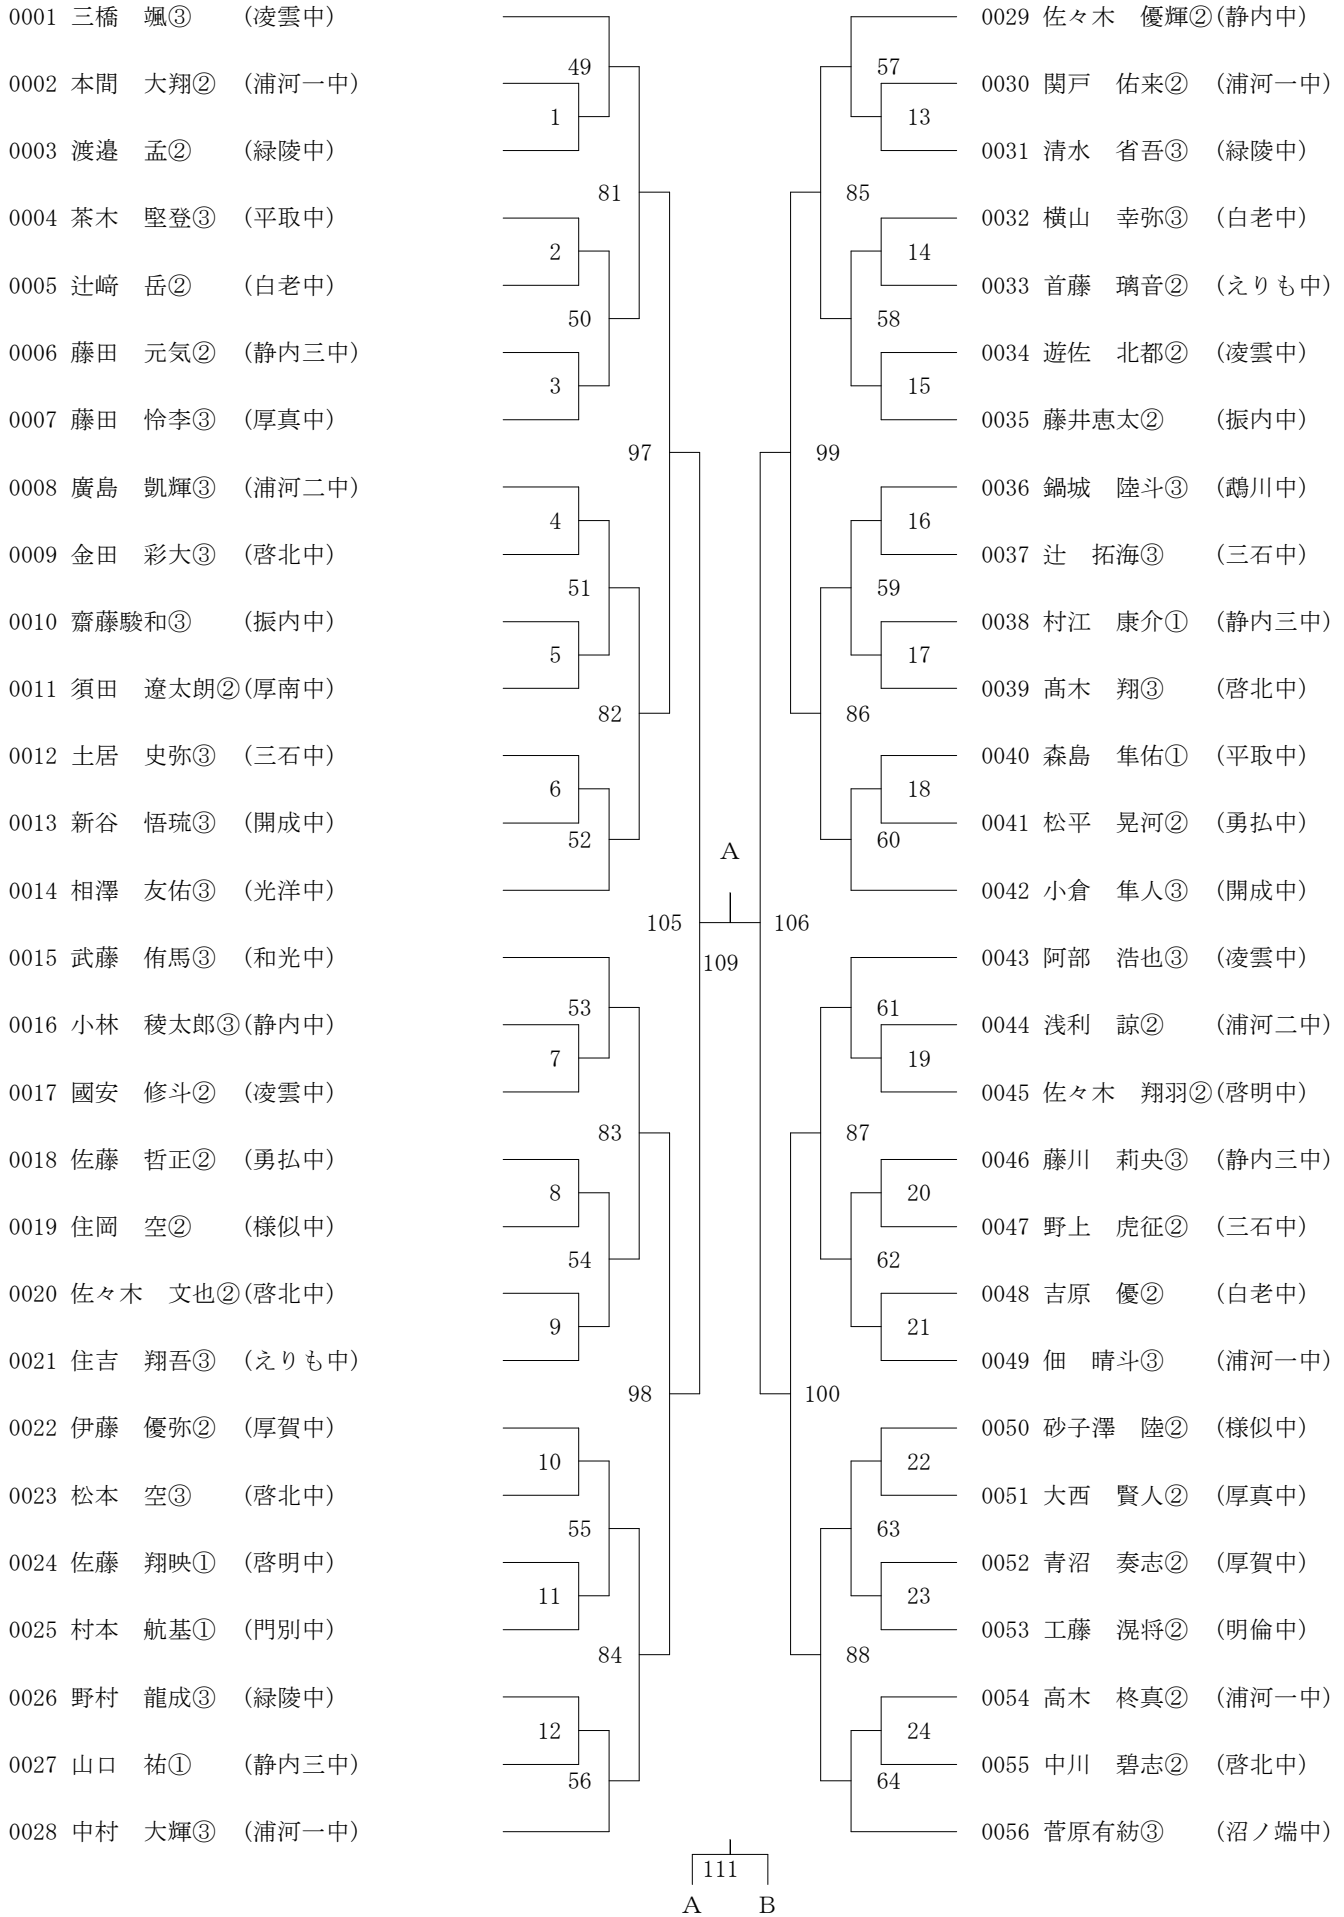 0001 三橋　颯③　(凌雲中)
0002 本間　大翔②　(浦河一中)
0003 渡邉　孟②　(緑陵中)
0004 茶木　堅登③　(平取中)
0005 辻﨑　岳②　(白老中)
0006 藤田　元気②　(静内三中)
0007 藤田　怜李③　(厚真中)
0008 廣島　凱輝③　(浦河二中)
0009 金田　彩大③　(啓北中)
0010 齋藤駿和③　(振内中)
0011 須田　遼太朗②(厚南中)
0012 土居　史弥③　(三石中)
0013 新谷　悟琉③　(開成中)
0014 相澤　友佑③　(光洋中)
0015 武藤　侑馬③　(和光中)
0016 小林　稜太郎③(静内中)
0017 國安　修斗②　(凌雲中)
0018 佐藤　哲正②　(勇払中)
0019 住岡　空②　(様似中)
0020 佐々木　文也②(啓北中)
0021 住吉　翔吾③　(えりも中)
0022 伊藤　優弥②　(厚賀中)
0023 松本　空③　(啓北中)
0024 佐藤　翔映①　(啓明中)
0025 村本　航基①　(門別中)
0026 野村　龍成③　(緑陵中)
0027 山口　祐①　(静内三中)
0028 中村　大輝③　(浦河一中)
49
1
81
2
50
3
97
4
51
5
82
6
52
105
53
7
83
8
54
9
98
10
55
11
84
12
56
A
109
106
57
13
85
14
58
15
99
16
59
17
86
18
60
61
19
87
20
62
21
100
22
63
23
88
24
64
0029 佐々木　優輝②(静内中)
0030 関戸　佑来②　(浦河一中)
0031 清水　省吾③　(緑陵中)
0032 横山　幸弥③　(白老中)
0033 首藤　璃音②　(えりも中)
0034 遊佐　北都②　(凌雲中)
0035 藤井恵太②　(振内中)
0036 鍋城　陸斗③　(鵡川中)
0037 辻　拓海③　(三石中)
0038 村江　康介①　(静内三中)
0039 髙木　翔③　(啓北中)
0040 森島　隼佑①　(平取中)
0041 松平　晃河②　(勇払中)
0042 小倉　隼人③　(開成中)
0043 阿部　浩也③　(凌雲中)
0044 浅利　諒②　(浦河二中)
0045 佐々木　翔羽②(啓明中)
0046 藤川　莉央③　(静内三中)
0047 野上　虎征②　(三石中)
0048 吉原　優②　(白老中)
0049 佃　晴斗③　(浦河一中)
0050 砂子澤　陸②　(様似中)
0051 大西　賢人②　(厚真中)
0052 青沼　奏志②　(厚賀中)
0053 工藤　滉将②　(明倫中)
0054 高木　柊真②　(浦河一中)
0055 中川　碧志②　(啓北中)
0056 菅原有紡③　(沼ノ端中)
111
A　B